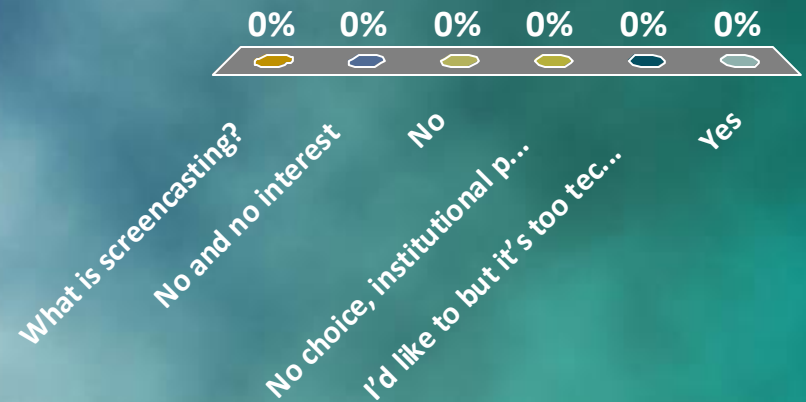 0% 0% 0% 0% 0% 0%
What is screencasting?
No and no interest
No
No choice, institutional p...
I'd like to but it's too tec...
Yes